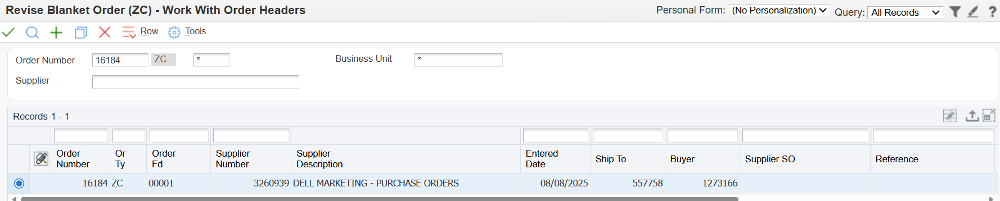 Revise Blanket Order (ZC) - Work With Order Headers
Personal Form: (No Personalization) Query: All Records ?
Row Tools
Order Number 16184 ZC * Business Unit *
Supplier
Records 1 - 1
Order Number Or Ty Order Fd Supplier Number Supplier Description Entered Date Ship To Buyer Supplier SO Reference
16184 ZC 00001 3260939 DELL MARKETING - PURCHASE ORDERS 08/08/2025 557758 1273166